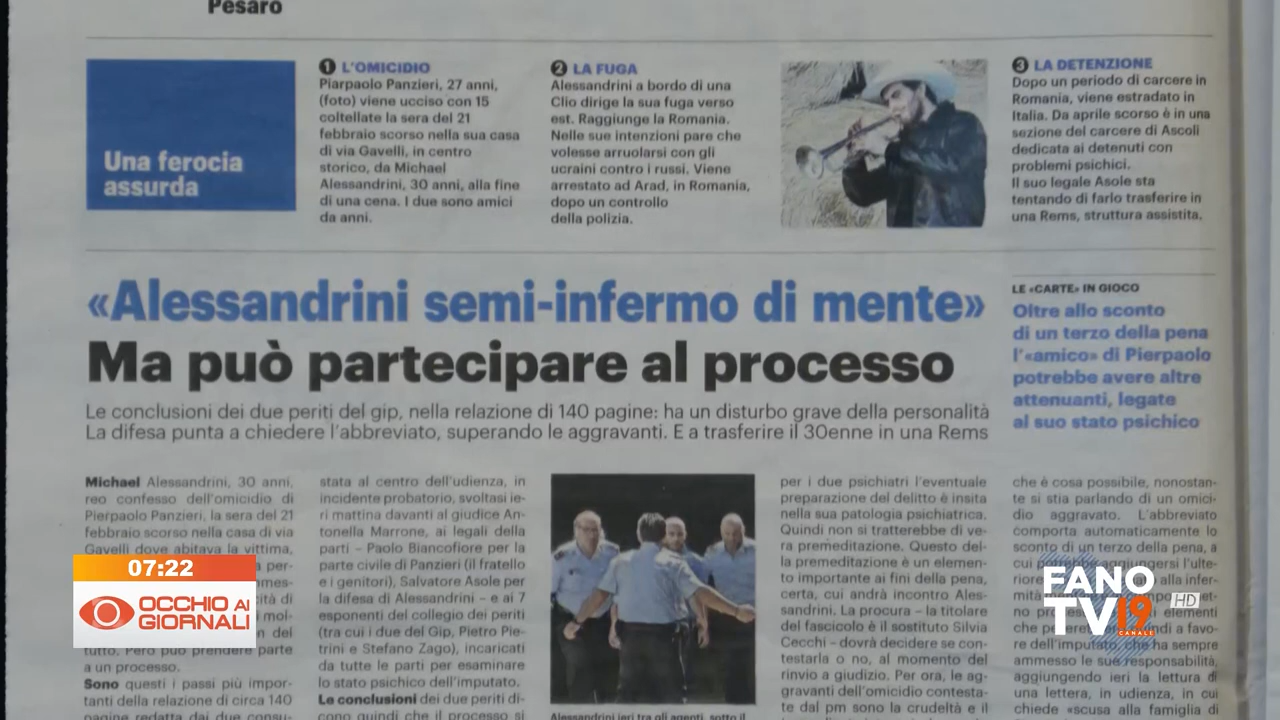 Pesaro
Una ferocia
assurda
1 L'OMICIDIO
Piarpaolo Panzieri, 27 anni,
(foto) viene ucciso con 15
coltellate la sera del 21
febbraio scorso nella sua casa
di via Gavelli, in centro
storico, da Michael
Alessandrini, 30 anni, alla fine
di una cena. I due sono amici
da anni.
2 LA FUGA
Alessandrini a bordo di una
Clio dirige la sua fuga verso
est. Raggiunge la Romania.
Nelle sue intenzioni pare che
volesse arruolarsi con gli
ucraini contro i russi. Viene
arrestato ad Arad, in Romania,
dopo un controllo
della polizia.
3 LA DETENZIONE
Dopo un periodo di carcere in
Romania, viene estradato in
Italia. Da aprile scorso è in una
sezione del carcere di Ascoli
dedicata ai detenuti con
problemi psichici.
Il suo legale Asole sta
tentando di farlo trasferire in
una Rems, struttura assistita.
«Alessandrini semi-infermo di mente»
Ma può partecipare al processo
Le conclusioni dei due periti del gip, nella relazione di 140 pagine: ha un disturbo grave della personalità
La difesa punta a chiedere l'abbreviato, superando le aggravanti. E a trasferire il 30enne in una Rems
LE «CARTE» IN GIOCO
Oltre allo sconto
di un terzo della pena
l'«amico» di Pierpaolo
potrebbe avere altre
attenuanti, legate
al suo stato psichico
Michael Alessandrini, 30 anni,
reo confesso dell'omicidio di
Pierpaolo Panzieri, la sera del 21
febbraio scorso nella casa di via
Gavelli dove abitava la vittima,
tutto. Però può prendere parte
a un processo.
Sono questi i passi più impor-
tanti della relazione di circa 140
pagine redatta dai due consu-
stata al centro dell'udienza, in
incidente probatorio, svoltasi ie-
ri mattina davanti al giudice An-
tonella Marrone, ai legali della
parti – Paolo Biancofiore per la
parte civile di Panzieri (il fratello
e i genitori), Salvatore Asole per
la difesa di Alessandrini – e ai 7
esponenti del collegio dei periti
(tra cui i due del Gip, Pietro Pie-
trini e Stefano Zago), incaricati
da tutte le parti per esaminare
lo stato psichico dell'imputato.
Le conclusioni dei due periti di-
cono quindi che il processo si
Alessandrini ieri tra gli agenti, sotto il
per i due psichiatri l'eventuale
preparazione del delitto è insita
nella sua patologia psichiatrica.
Quindi non si tratterebbe di ve-
ra premeditazione. Questo del-
la premeditazione è un elemen-
to importante ai fini della pena,
certa, cui andrà incontro Ales-
sandrini. La procura – la titolare
del fascicolo è il sostituto Silvia
Cecchi – dovrà decidere se con-
testarla o no, al momento del
rinvio a giudizio. Per ora, le ag-
gravanti dell'omicidio contesta-
te dal pm sono la crudeltà e il
che è cosa possibile, nonostan-
te si stia parlando di un omici-
dio aggravato. L'abbreviato
comporta automaticamente lo
sconto di un terzo della pena, a
cui
l'ulte-
alla infer-
elementi
a favo-
re dell'imputato, che ha sempre
ammesso le sue responsabilità,
aggiungendo ieri la lettura di
una lettera, in udienza, in cui
chiede «scusa alla famiglia di
07:22
OCCHIO AI
GIORNALI
FANO
TV19
CANALE
HD